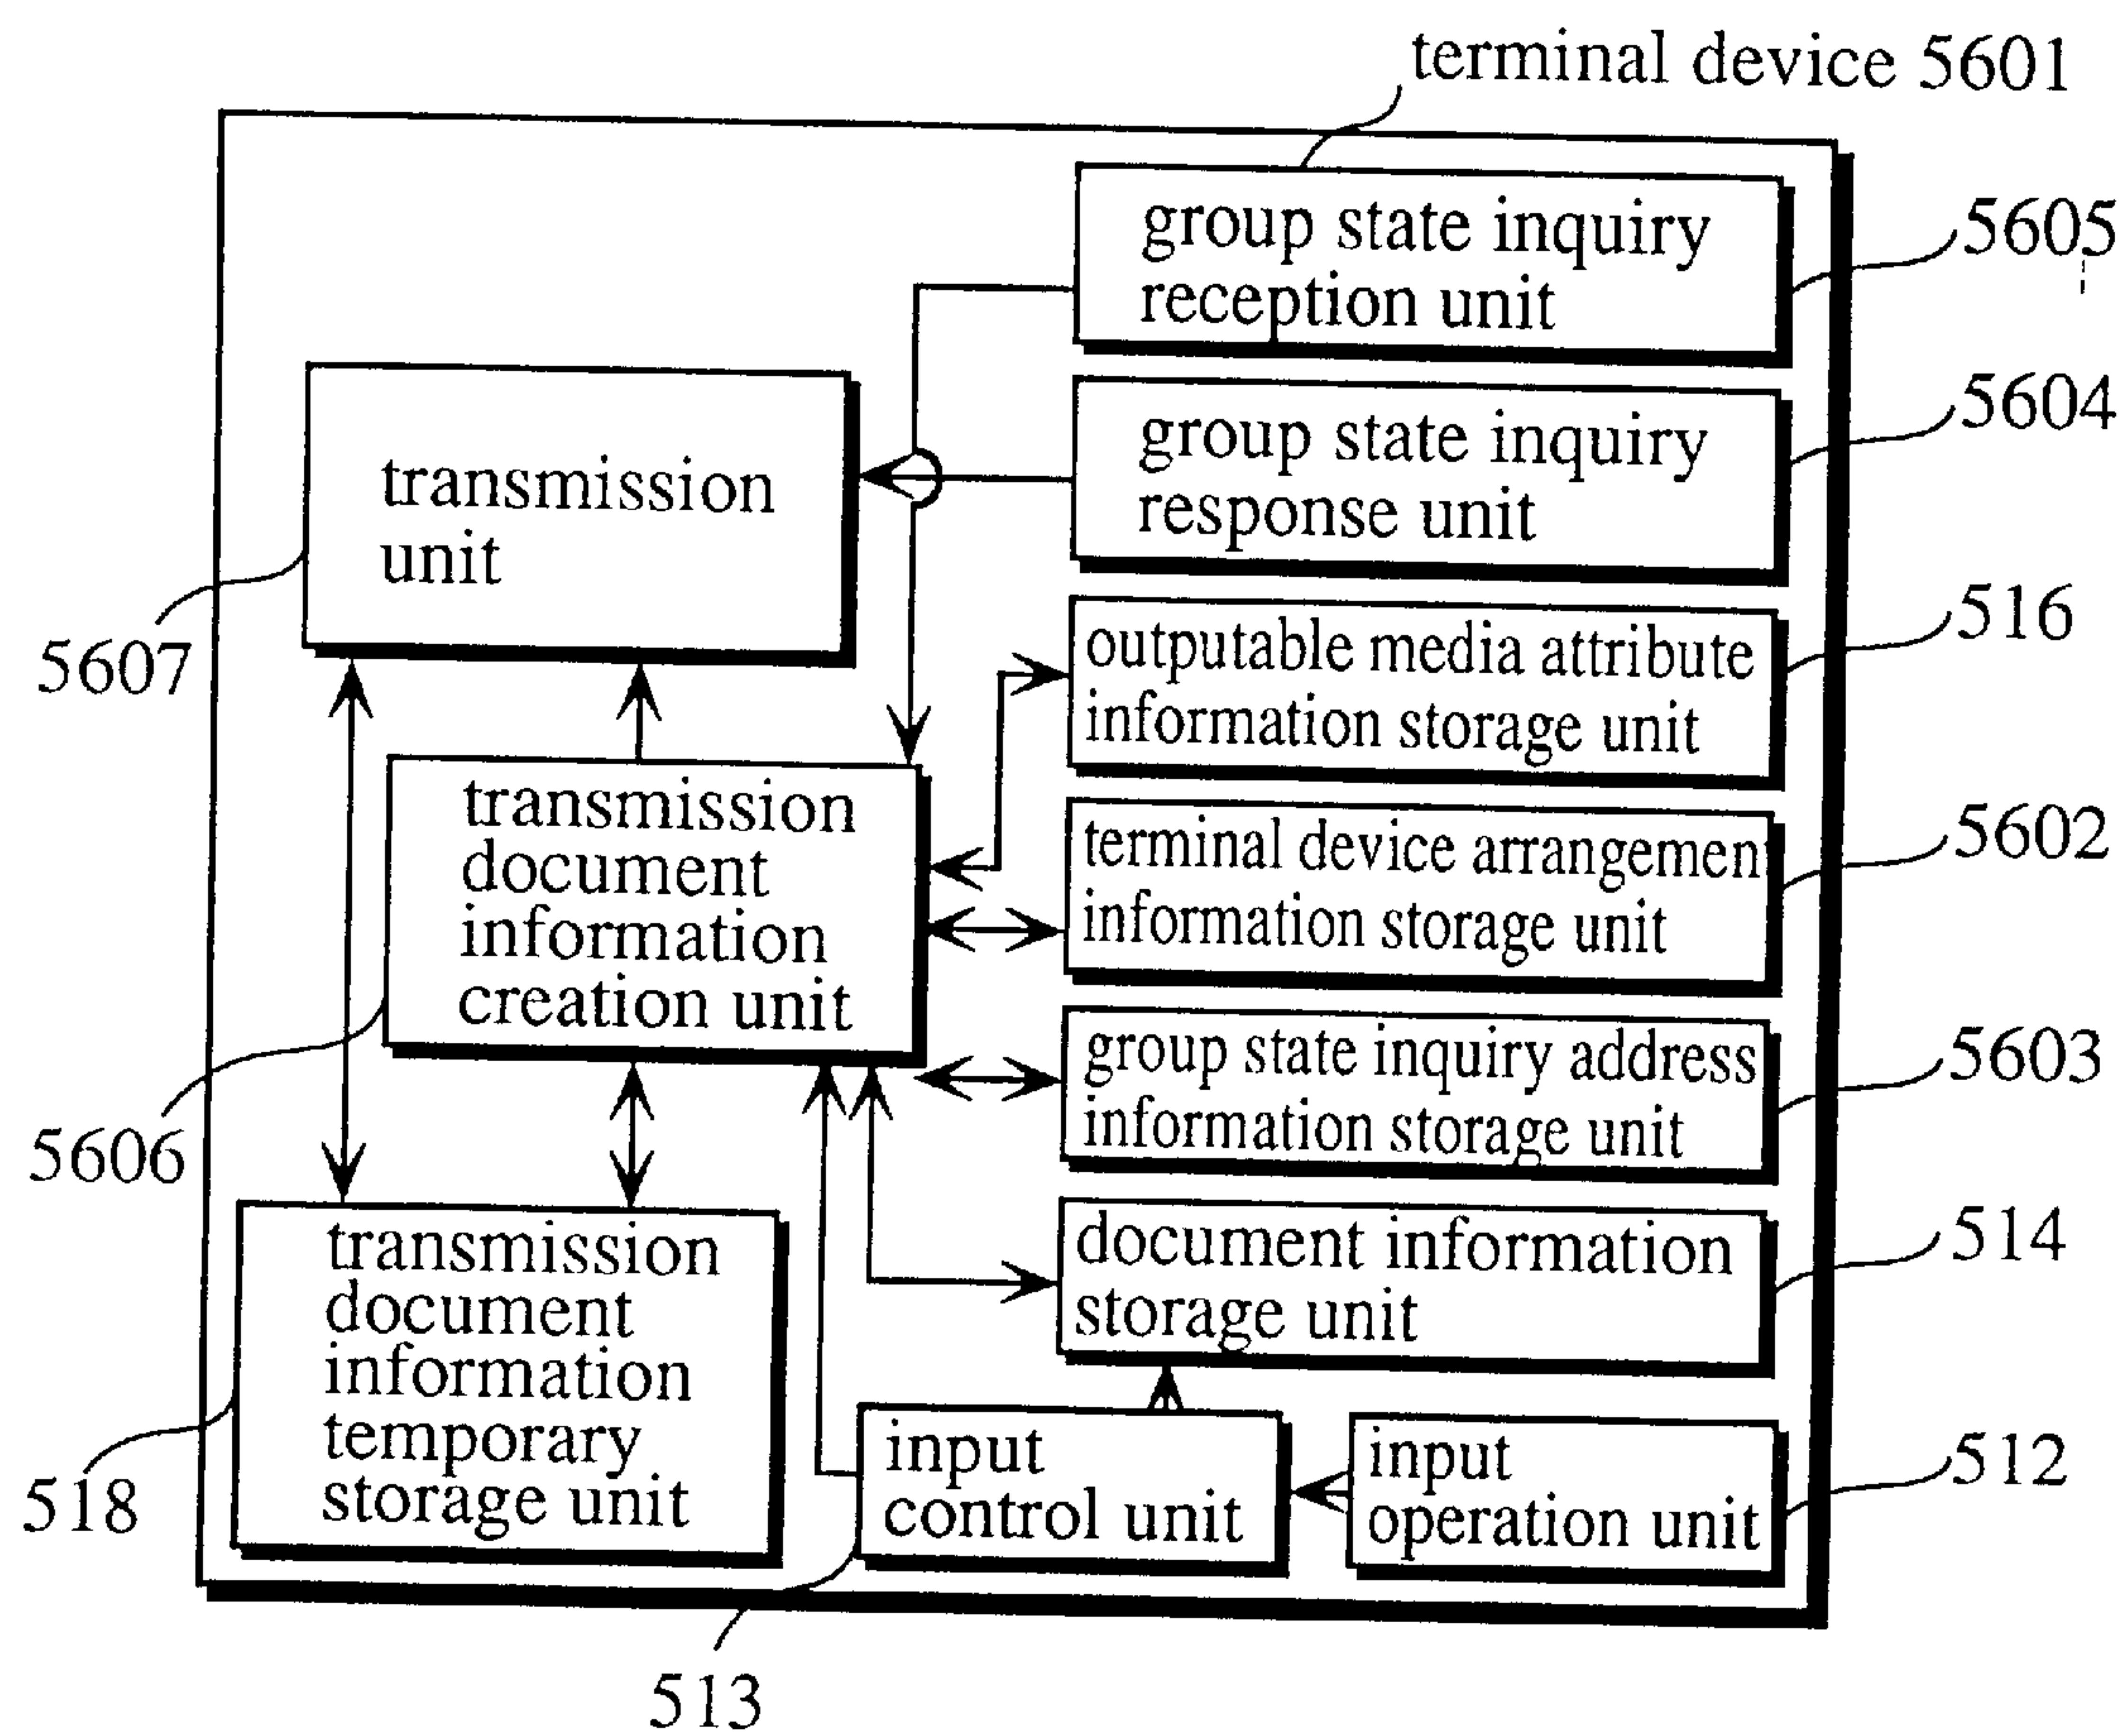 terminal device 5601
group state inquiry
reception unit
5605
group state inquiry
response unit
5604
transmission
unit
5607
outputable media attribute
information storage unit
516
transmission
document
information
creation unit
5606
terminal device arrangemen
information storage unit
5602
group state inquiry address
information storage unit
5603
transmission
document
information
temporary
storage unit
518
document information
storage unit
514
input
control unit
513
input
operation unit
512